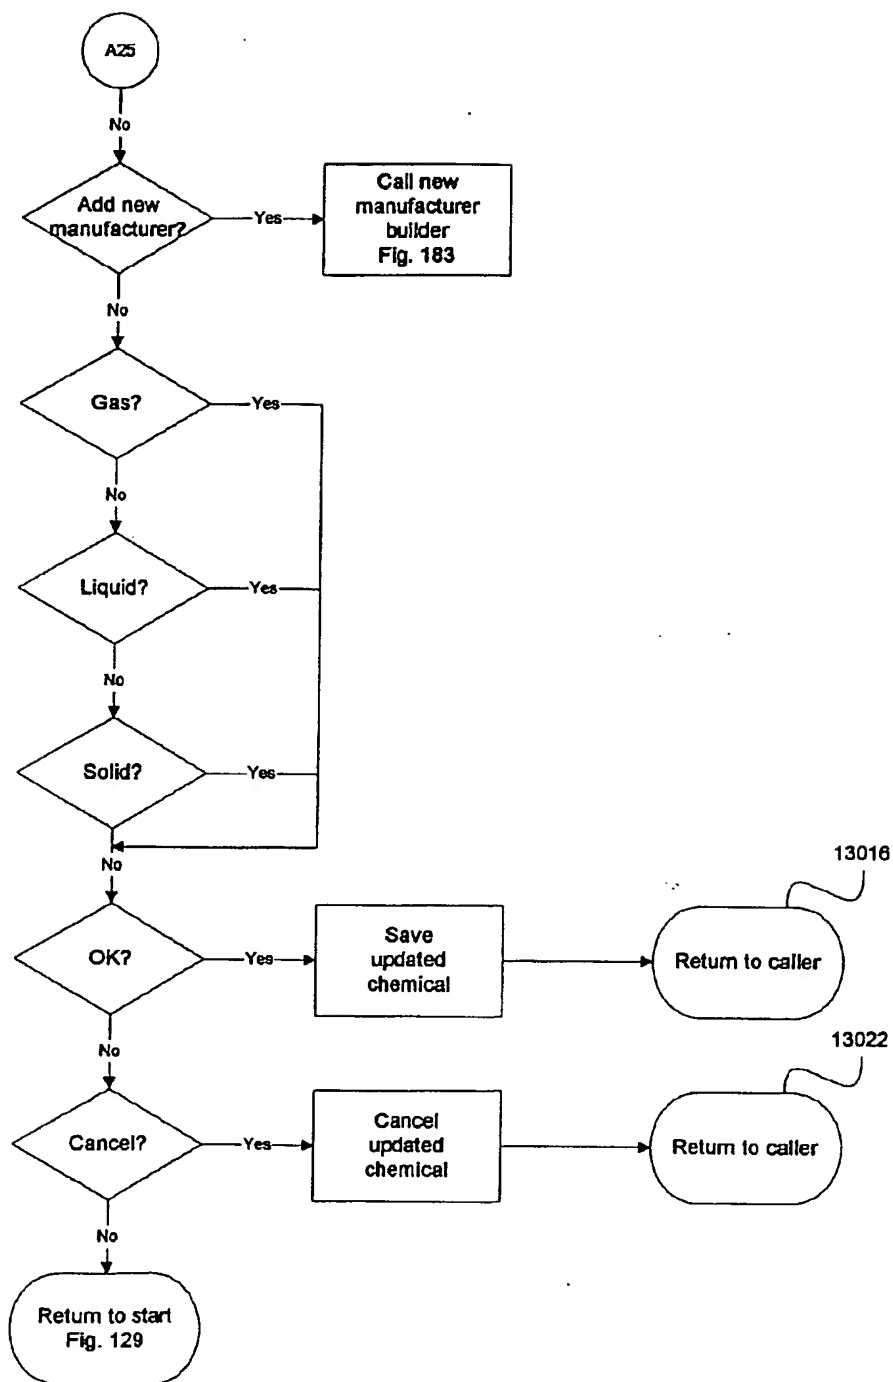 A25
No
Add new
manufacturer?
Yes
Call new
manufacturer
builder
Fig. 183
No
Gas?
Yes
No
Liquid?
Yes
No
Solid?
Yes
No
13016
OK?
Yes
Save
updated
chemical
Return to caller
No
13022
Cancel?
Yes
Cancel
updated
chemical
Return to caller
No
Return to start
Fig. 129